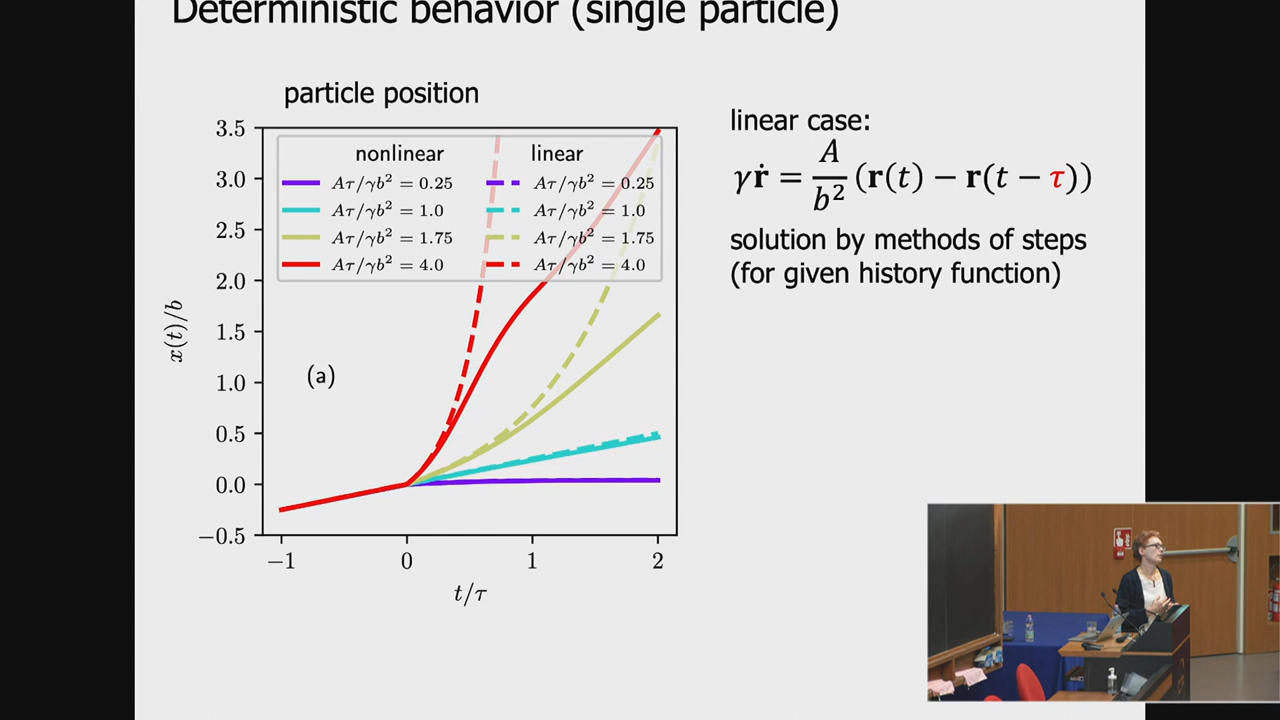 Deterministic behavior (single particle)
particle position
nonlinear linear
Aτ/γb² = 0.25 Aτ/γb² = 0.25
Aτ/γb² = 1.0 Aτ/γb² = 1.0
Aτ/γb² = 1.75 Aτ/γb² = 1.75
Aτ/γb² = 4.0 Aτ/γb² = 4.0
3.5
3.0
2.5
2.0
1.5
1.0
0.5
0.0
−0.5
x(t)/b
(a)
−1 0 1 2
t/τ
linear case:
γṙ = A/b² (r(t) − r(t − τ))
solution by methods of steps
(for given history function)